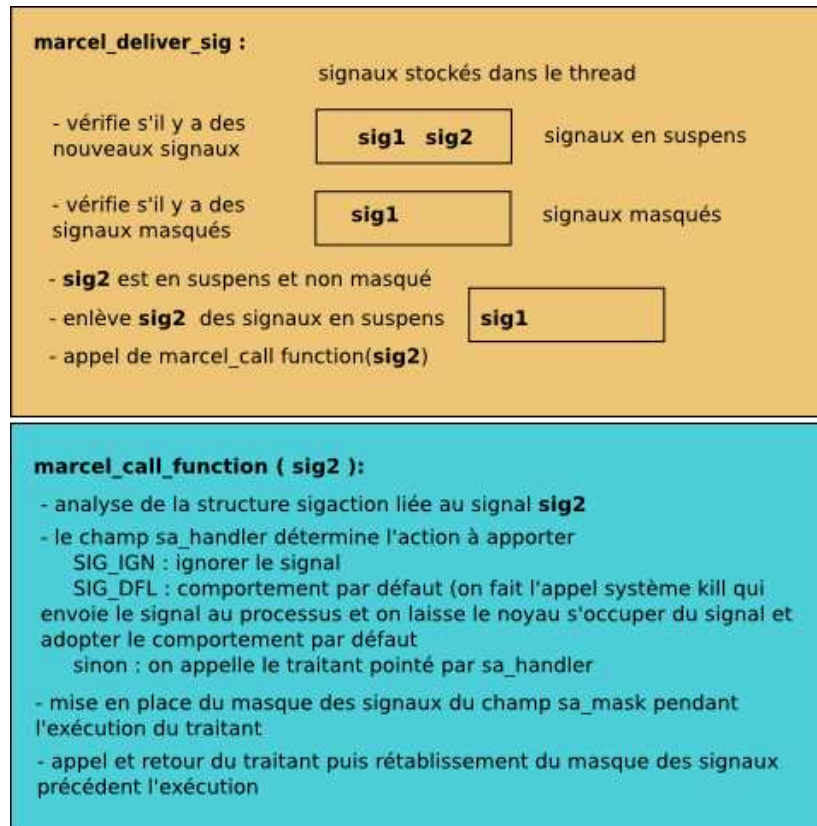 marcel_deliver_sig :
signaux stockés dans le thread
- vérifie s'il y a des
nouveaux signaux
sig1 sig2
signaux en suspens
- vérifie s'il y a des
signaux masqués
sig1
signaux masqués
- sig2 est en suspens et non masqué
- enlève sig2 des signaux en suspens
sig1
- appel de marcel_call function(sig2)
marcel_call_function ( sig2 ):
- analyse de la structure sigaction liée au signal sig2
- le champ sa_handler détermine l'action à apporter
SIG_IGN : ignorer le signal
SIG_DFL : comportement par défaut (on fait l'appel système kill qui
envoie le signal au processus et on laisse le noyau s'occuper du signal et
adopter le comportement par défaut
sinon : on appelle le traitant pointé par sa_handler
- mise en place du masque des signaux du champ sa_mask pendant
l'exécution du traitant
- appel et retour du traitant puis rétablissement du masque des signaux
précédent l'exécution